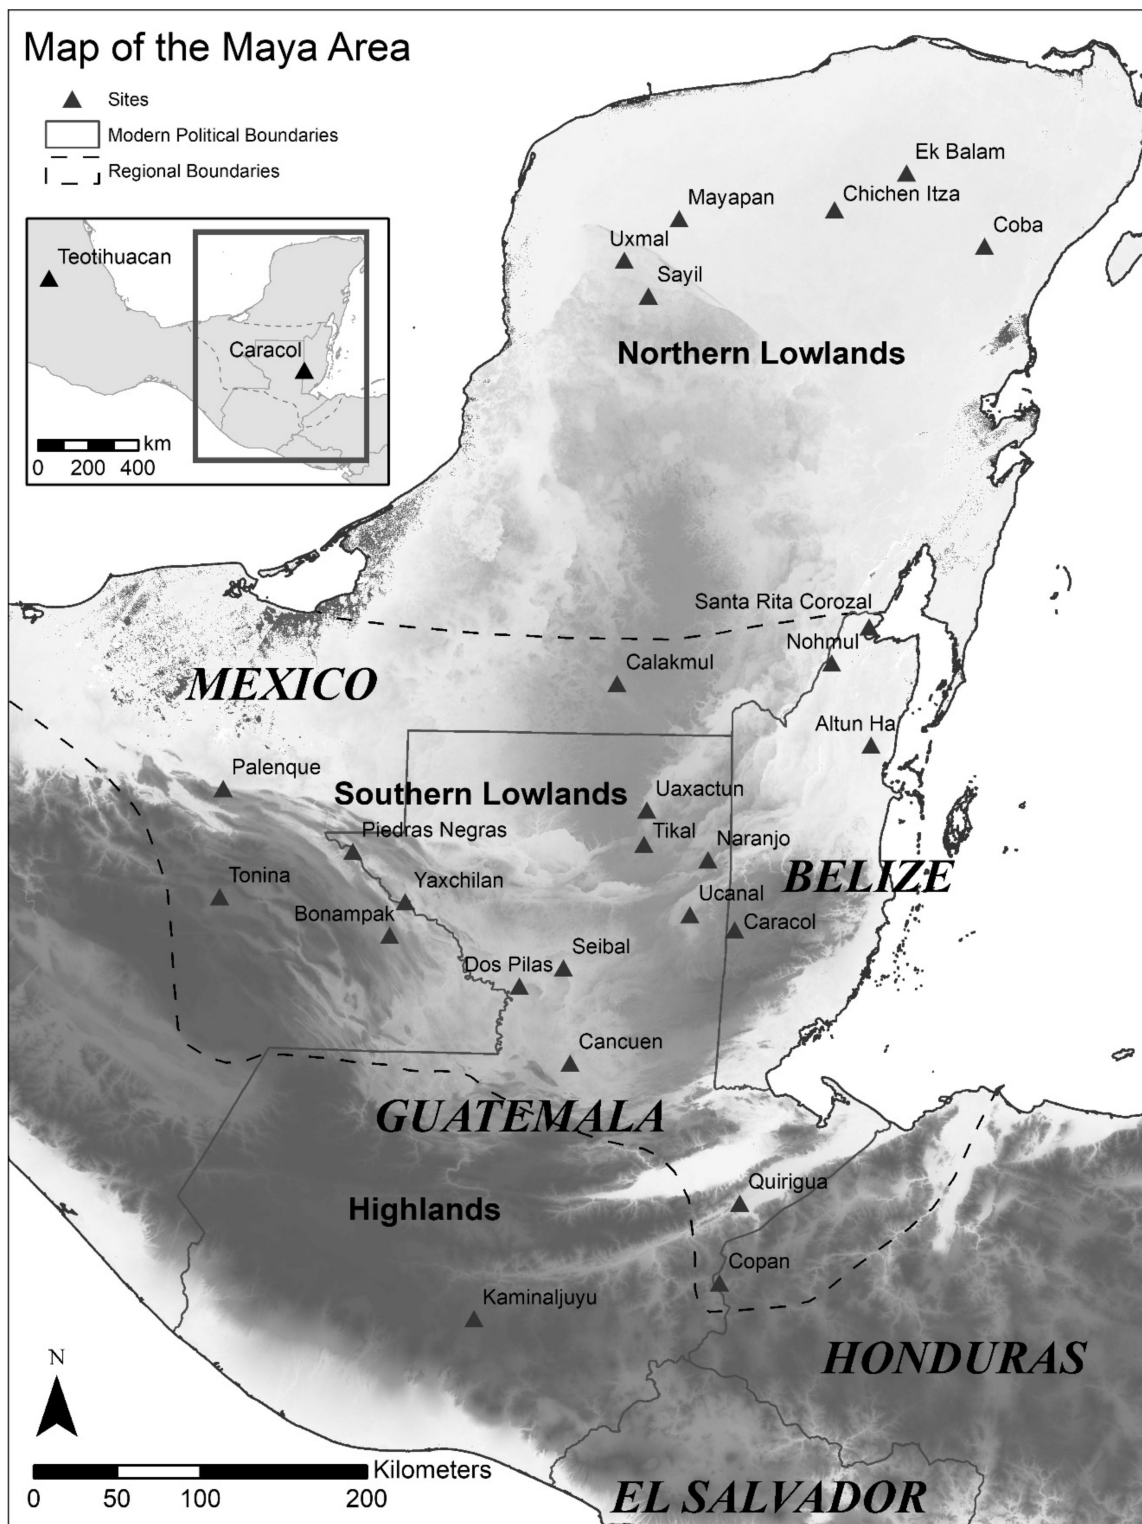 Map of the Maya Area
Sites
Modern Political Boundaries
Regional Boundaries
Teotihuacan
Caracol
km
0 200 400
Ek Balam
Mayapan
Chichen Itza
Coba
Uxmal
Sayil
Northern Lowlands
Santa Rita Corozal
Nohmul
Calakmul
MEXICO
Altun Ha
Palenque
Southern Lowlands
Uaxactun
Piedras Negras
Tikal
Naranjo
BELIZE
Tonina
Yaxchilan
Ucanal
Bonampak
Caracol
Seibal
Dos Pilas
Cancuen
GUATEMALA
Quirigua
Highlands
Copan
Kaminaljuyu
HONDURAS
N
Kilometers
0 50 100 200
EL SALVADOR